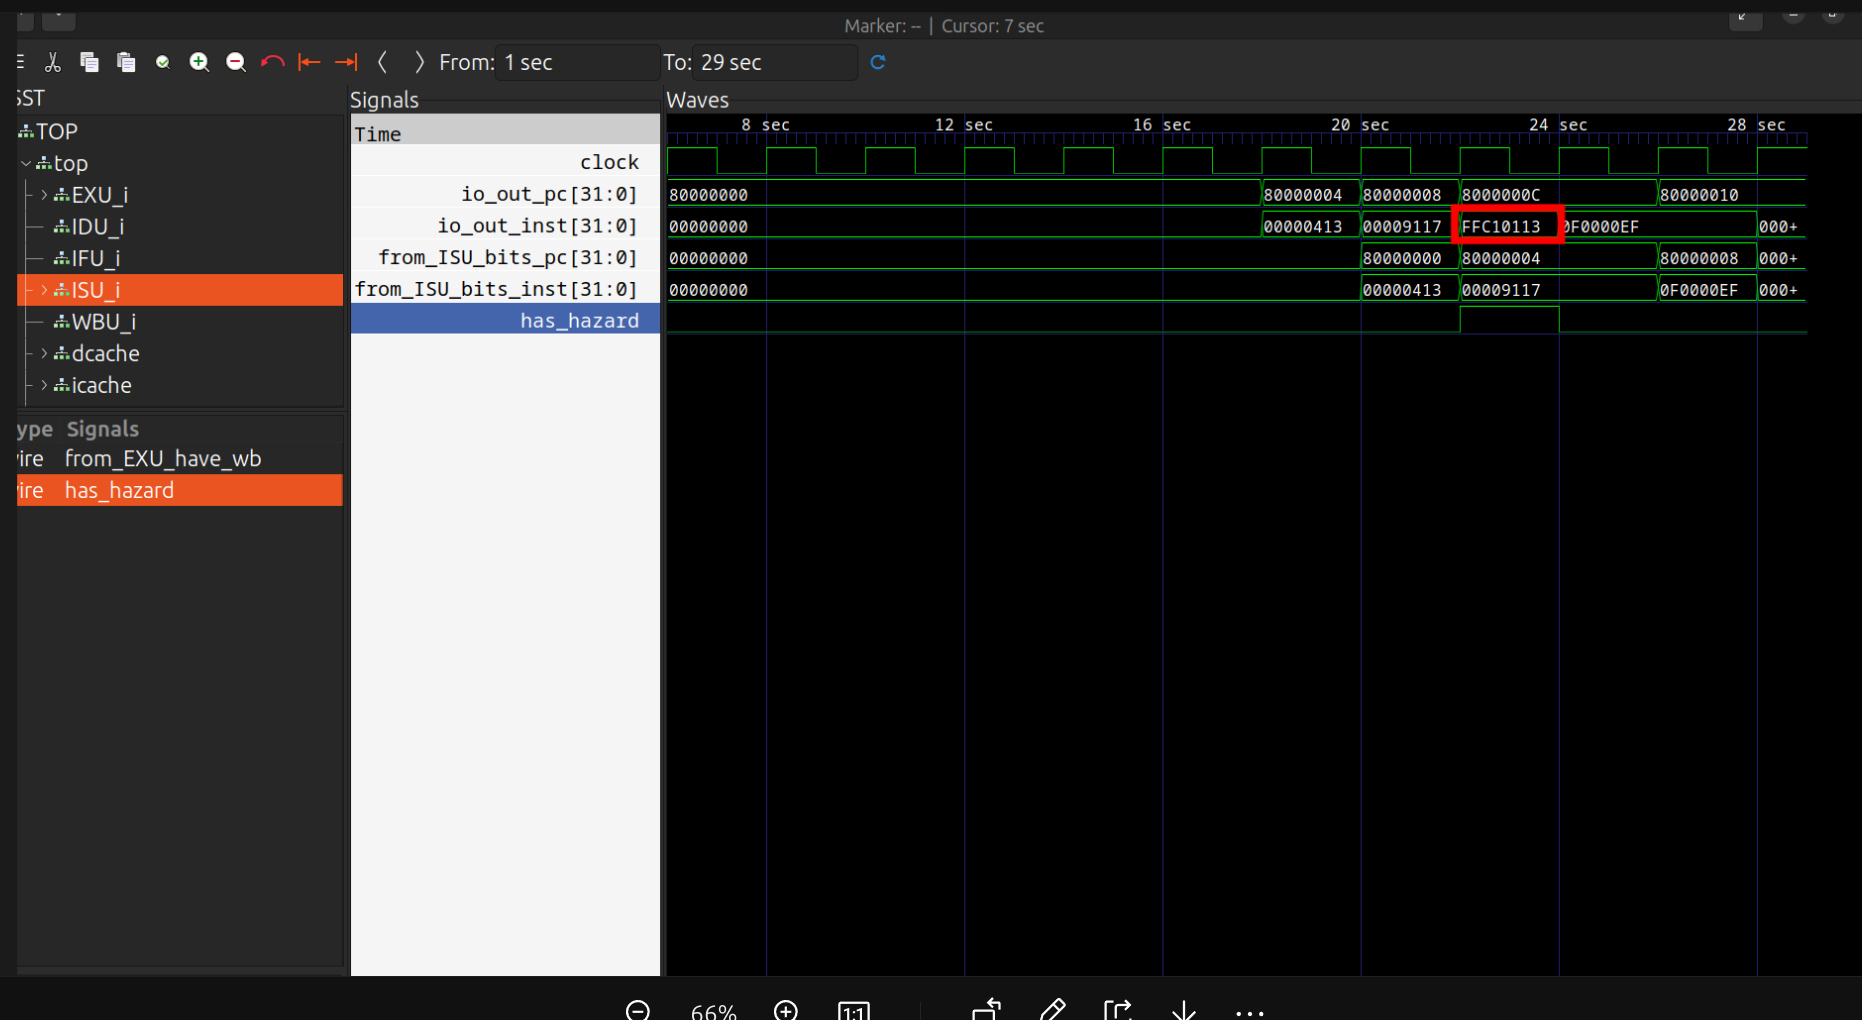 Marker: -- | Cursor: 7 sec
From: 1 sec To: 29 sec
SST
TOP
top
EXU_i
IDU_i
IFU_i
ISU_i
WBU_i
dcache
icache
ype Signals
ire from_EXU_have_wb
ire has_hazard
Signals
Time
clock
io_out_pc[31:0]
io_out_inst[31:0]
from_ISU_bits_pc[31:0]
from_ISU_bits_inst[31:0]
has_hazard
Waves
8 sec 12 sec 16 sec 20 sec 24 sec 28 sec
80000000 80000004 80000008 8000000C 80000010
00000000 00000413 00009117 FFC10113 0F0000EF 000+
00000000 80000000 80000004 80000008 000+
00000000 00000413 00009117 0F0000EF 000+
66% 1:1